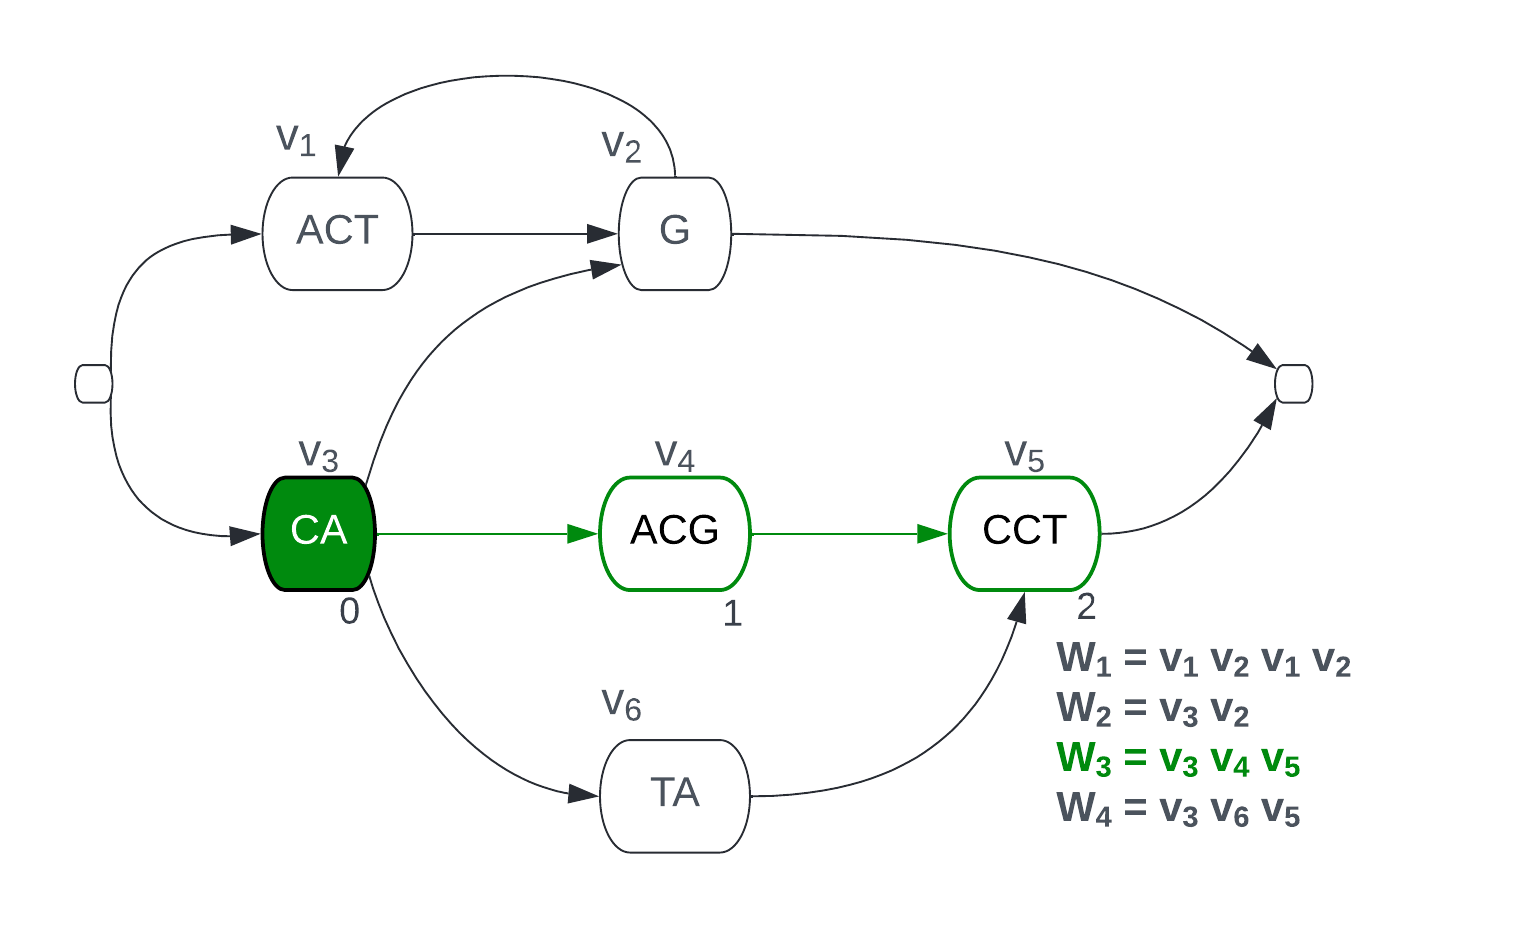 v₁
v₂
ACT
G
v₃
v₄
v₅
CA
ACG
CCT
0
1
2
W₁ = v₁ v₂ v₁ v₂
W₂ = v₃ v₂
W₃ = v₃ v₄ v₅
W₄ = v₃ v₆ v₅
v₆
TA